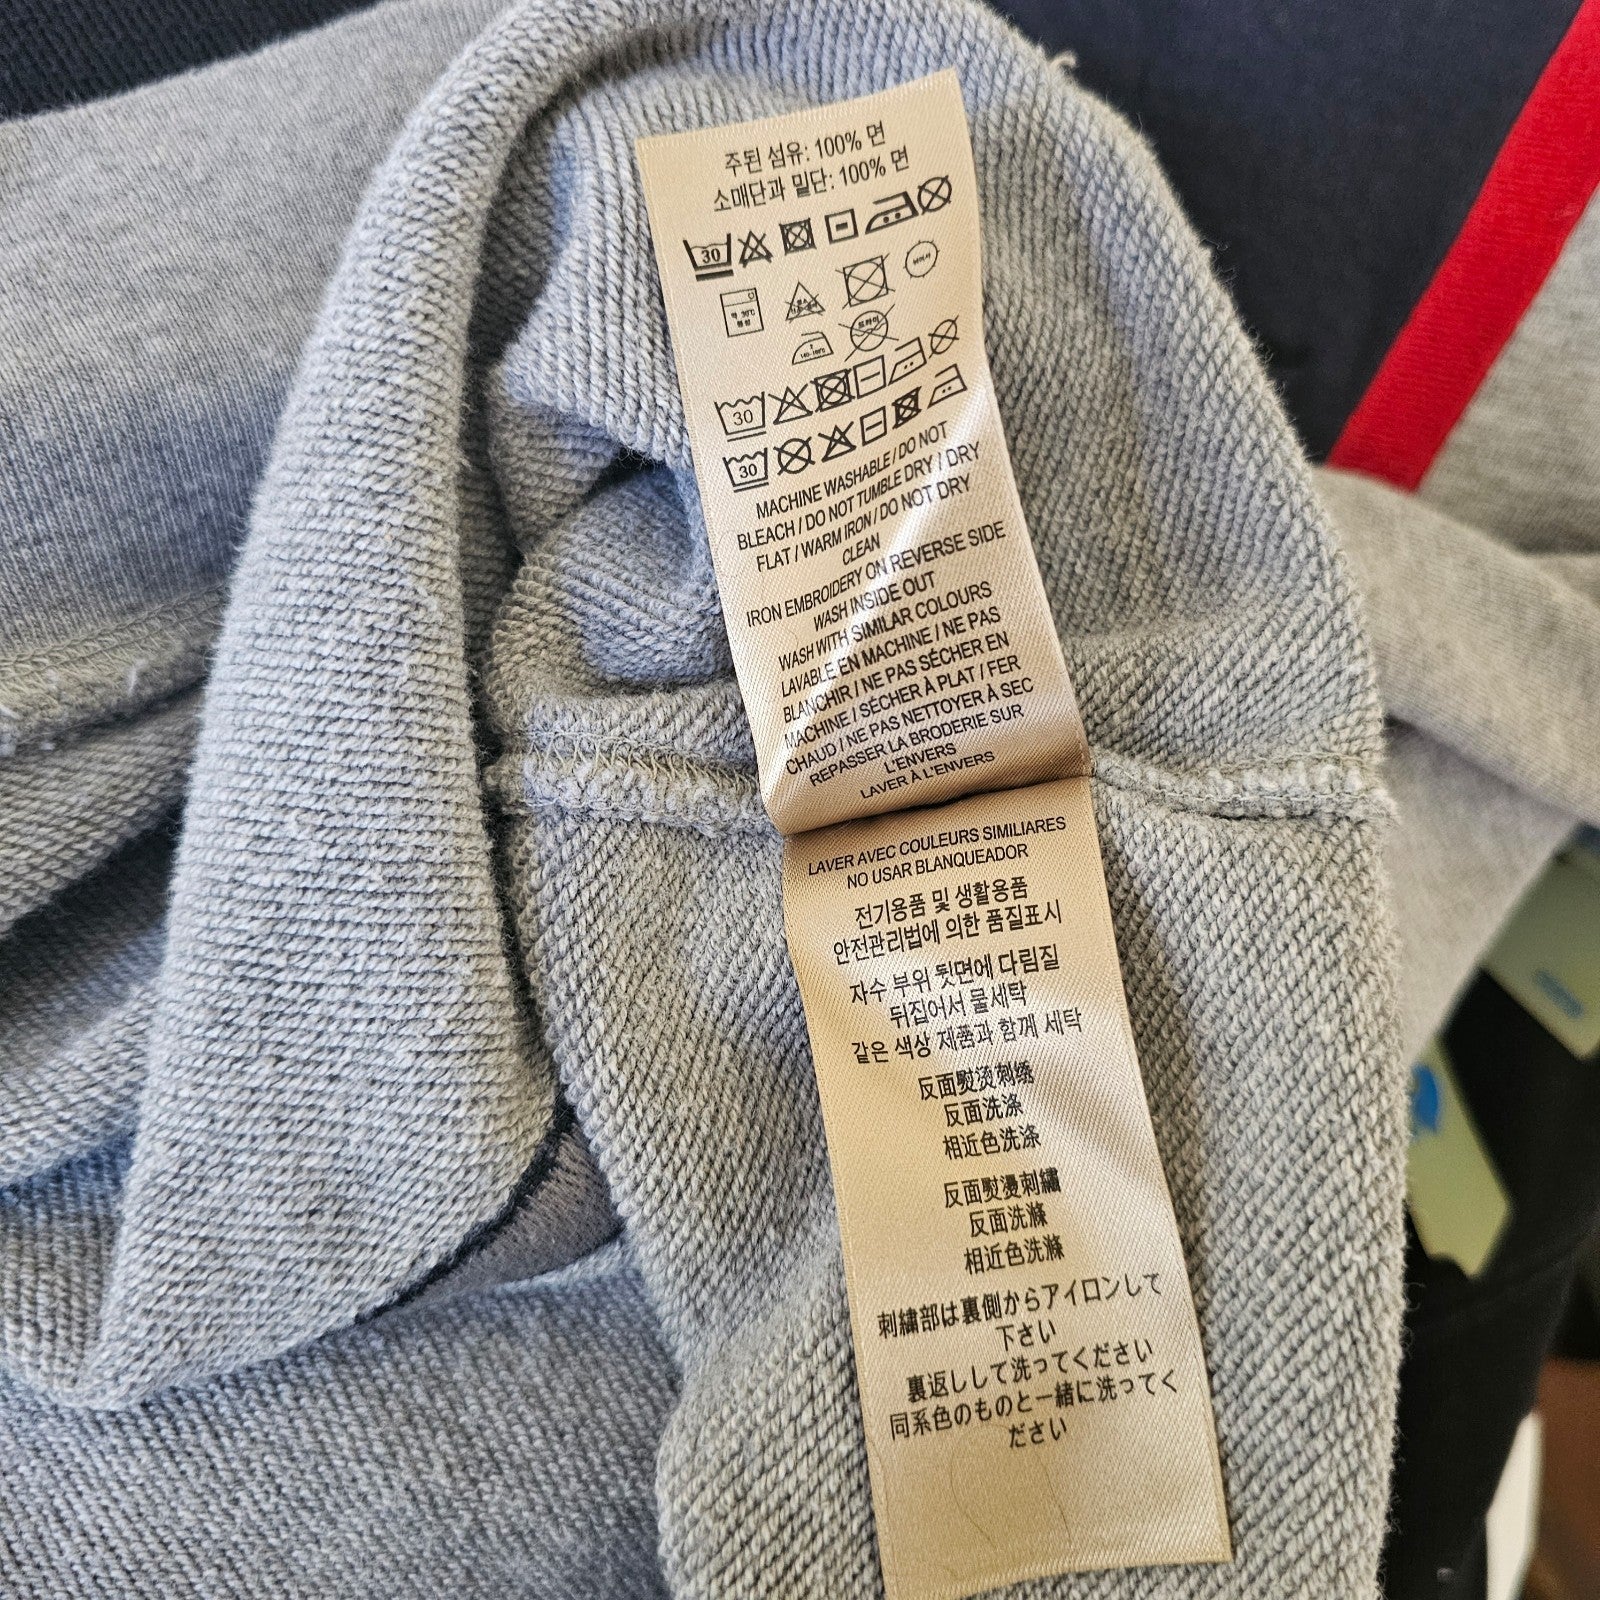 주된 섬유: 100% 면
소매단과 밑단: 100% 면
30
약 30℃
140-160℃
드라이
30
30
MACHINE WASHABLE / DO NOT
BLEACH / DO NOT TUMBLE DRY / DRY
FLAT / WARM IRON / DO NOT DRY
CLEAN
IRON EMBROIDERY ON REVERSE SIDE
WASH INSIDE OUT
WASH WITH SIMILAR COLOURS
LAVABLE EN MACHINE / NE PAS
BLANCHIR / NE PAS SÉCHER EN
MACHINE / SÉCHER À PLAT / FER
CHAUD / NE PAS NETTOYER À SEC
REPASSER LA BRODERIE SUR
L'ENVERS
LAVER À L'ENVERS
LAVER AVEC COULEURS SIMILIARES
NO USAR BLANQUEADOR
전기용품 및 생활용품
안전관리법에 의한 품질표시
자수 부위 뒷면에 다림질
뒤집어서 물세탁
같은 색상 제품과 함께 세탁
反面熨烫刺绣
反面洗涤
相近色洗涤
反面熨燙刺繡
反面洗滌
相近色洗滌
刺繍部は裏側からアイロンして
下さい
裏返しして洗ってください
同系色のものと一緒に洗ってく
ださい